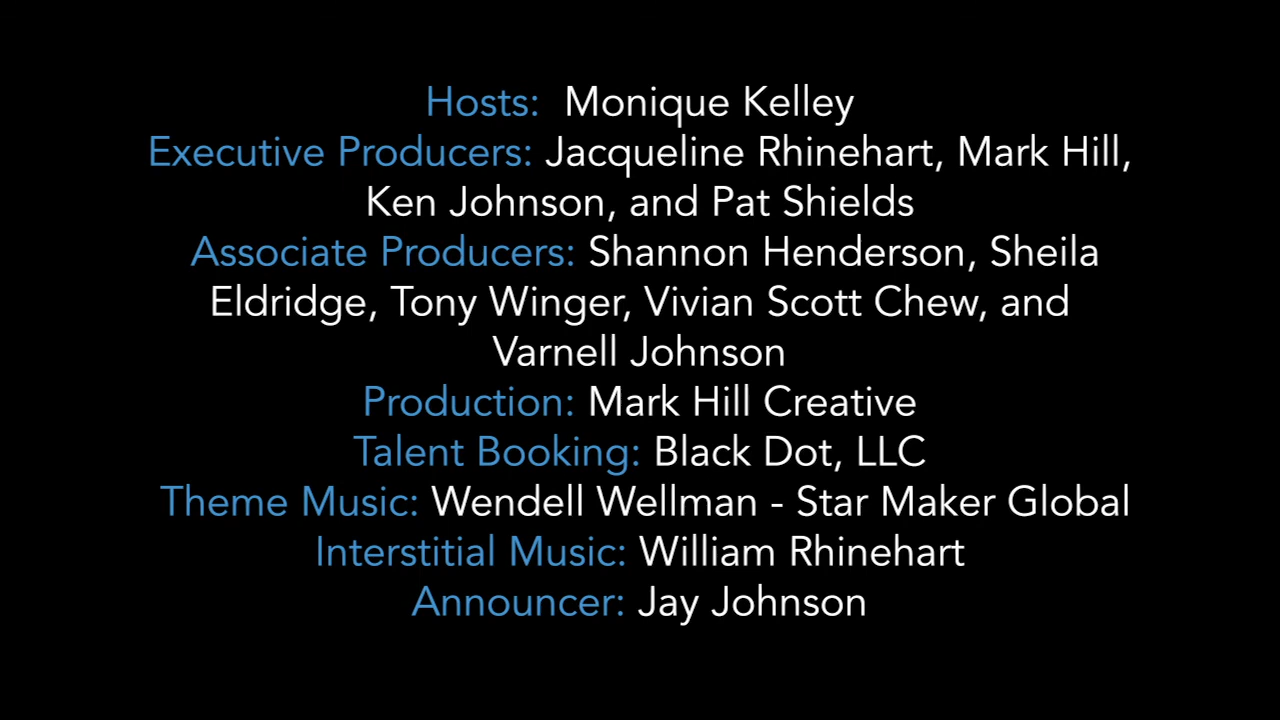 Hosts:  Monique Kelley
Executive Producers: Jacqueline Rhinehart, Mark Hill,
Ken Johnson, and Pat Shields
Associate Producers: Shannon Henderson, Sheila
Eldridge, Tony Winger, Vivian Scott Chew, and
Varnell Johnson
Production: Mark Hill Creative
Talent Booking: Black Dot, LLC
Theme Music: Wendell Wellman - Star Maker Global
Interstitial Music: William Rhinehart
Announcer: Jay Johnson